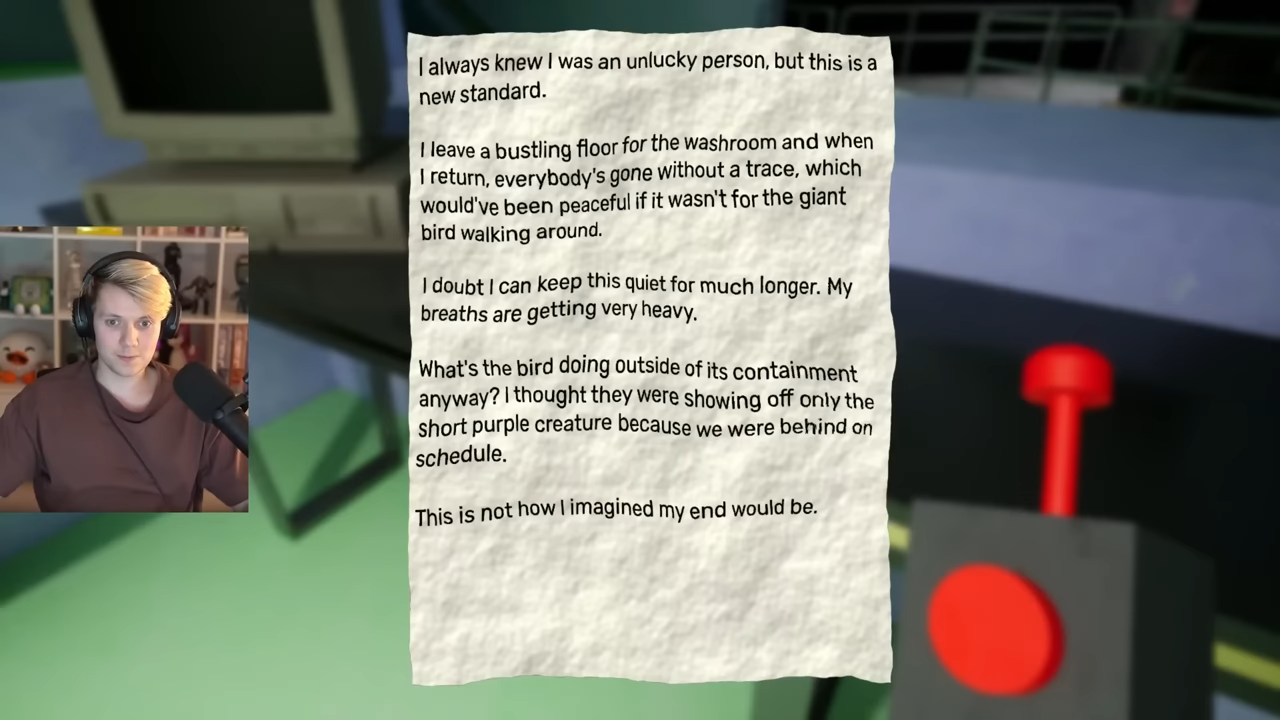 I always knew I was an unlucky person, but this is a
new standard.
I leave a bustling floor for the washroom and when
I return, everybody's gone without a trace, which
would've been peaceful if it wasn't for the giant
bird walking around.
I doubt I can keep this quiet for much longer. My
breaths are getting very heavy.
What's the bird doing outside of its containment
anyway? I thought they were showing off only the
short purple creature because we were behind on
schedule.
This is not how I imagined my end would be.